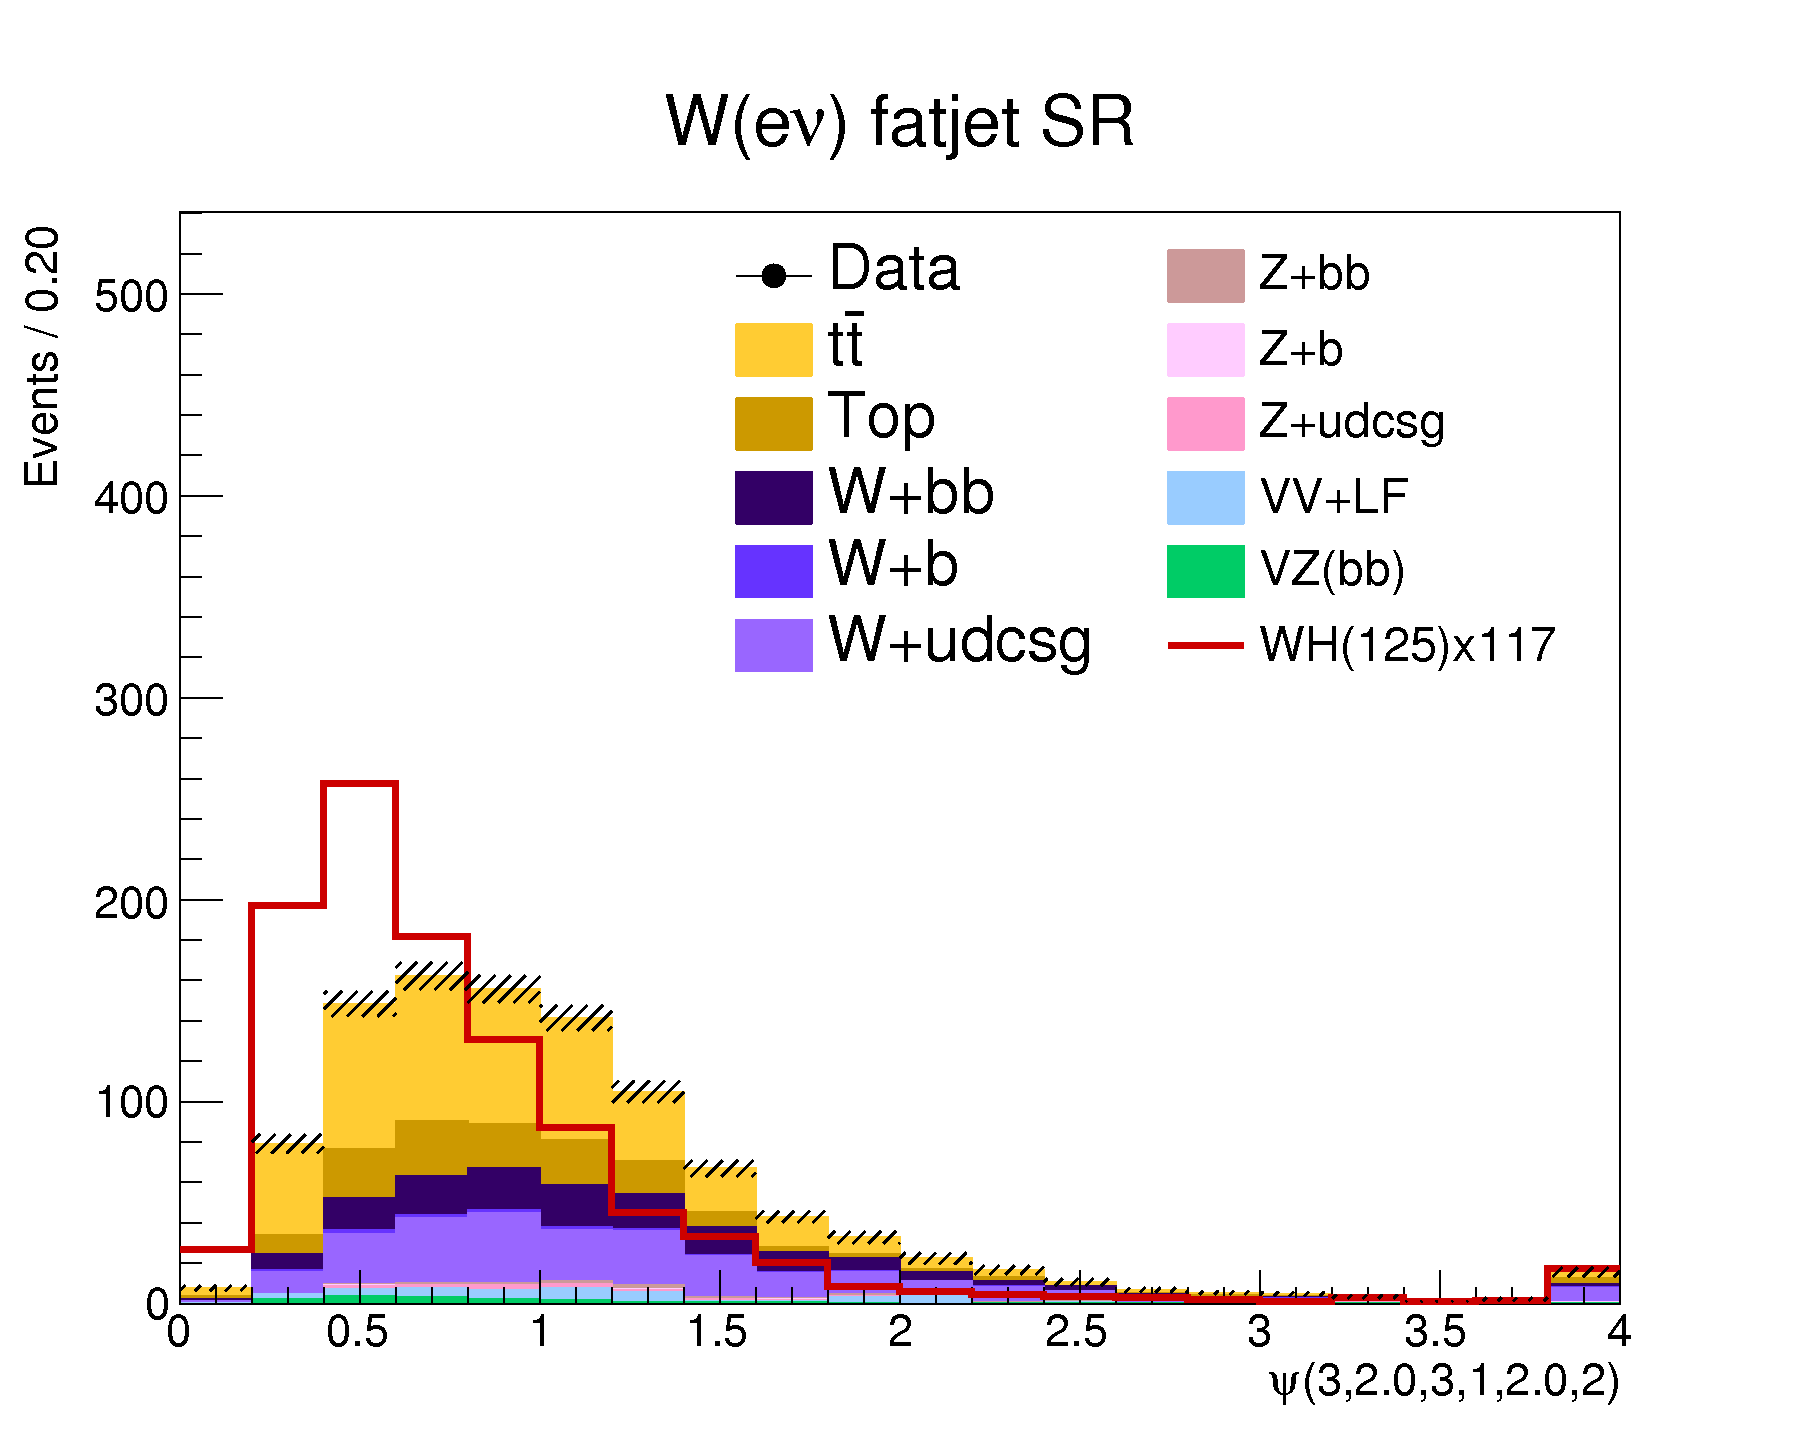 W(eν) fatjet SR
Events / 0.20
500
400
300
200
100
0
Data
tt̄
Top
W+bb
W+b
W+udcsg
Z+bb
Z+b
Z+udcsg
VV+LF
VZ(bb)
WH(125)x117
0 0.5 1 1.5 2 2.5 3 3.5 4
ψ(3,2.0,3,1,2.0,2)